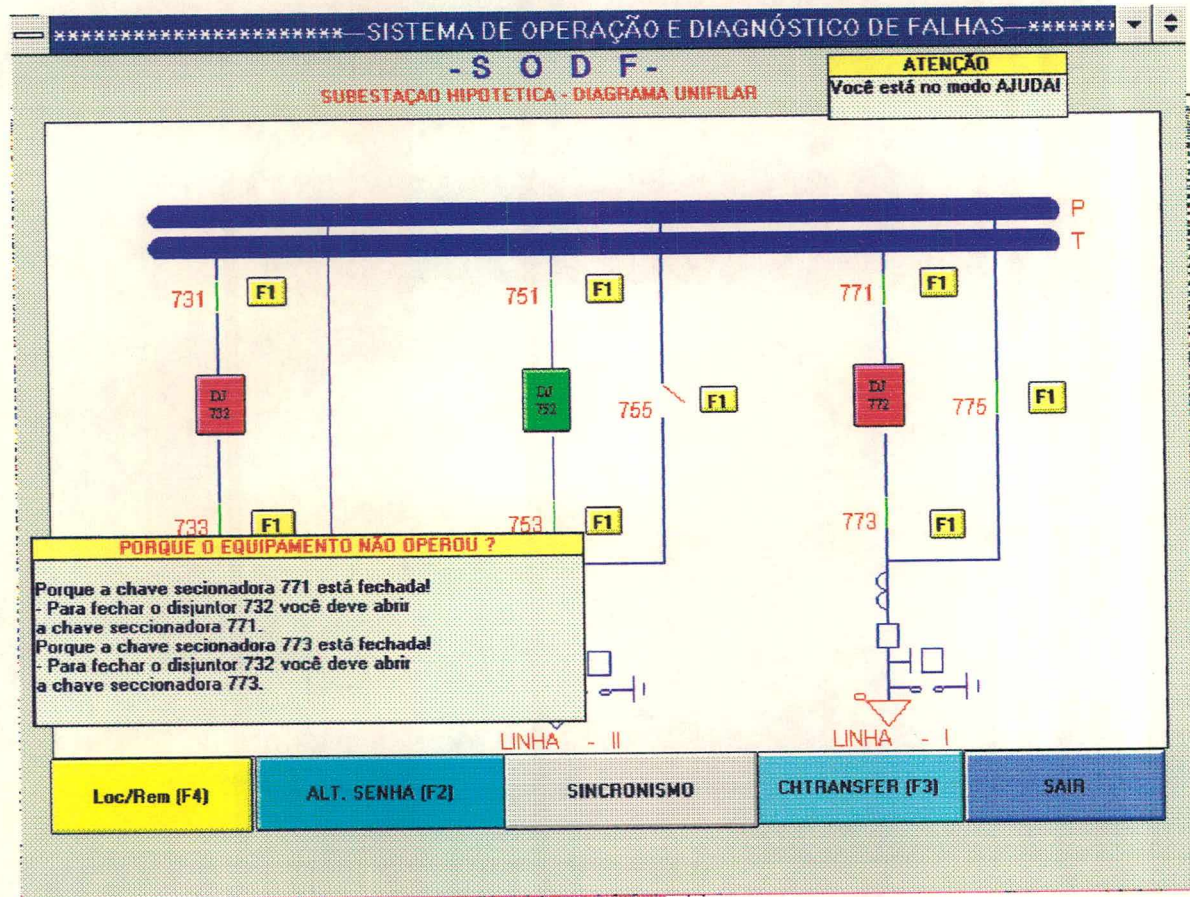 ************************—SISTEMA DE OPERAÇÃO E DIAGNÓSTICO DE FALHAS—*******
- S O D F -
SUBESTAÇAO HIPOTETICA - DIAGRAMA UNIFILAR
ATENÇÃO
Você está no modo AJUDA!
P
T
731
F1
751
F1
771
F1
DJ
732
DJ
752
755
F1
DJ
772
775
F1
733
F1
753
F1
773
F1
PORQUE O EQUIPAMENTO NÃO OPEROU ?
Porque a chave secionadora 771 está fechada!
- Para fechar o disjuntor 732 você deve abrir
a chave seccionadora 771.
Porque a chave secionadora 773 está fechada!
- Para fechar o disjuntor 732 você deve abrir
a chave seccionadora 773.
LINHA - II
LINHA - I
Loc/Rem (F4)
ALT. SENHA (F2)
SINCRONISMO
CHTRANSFER (F3)
SAIR